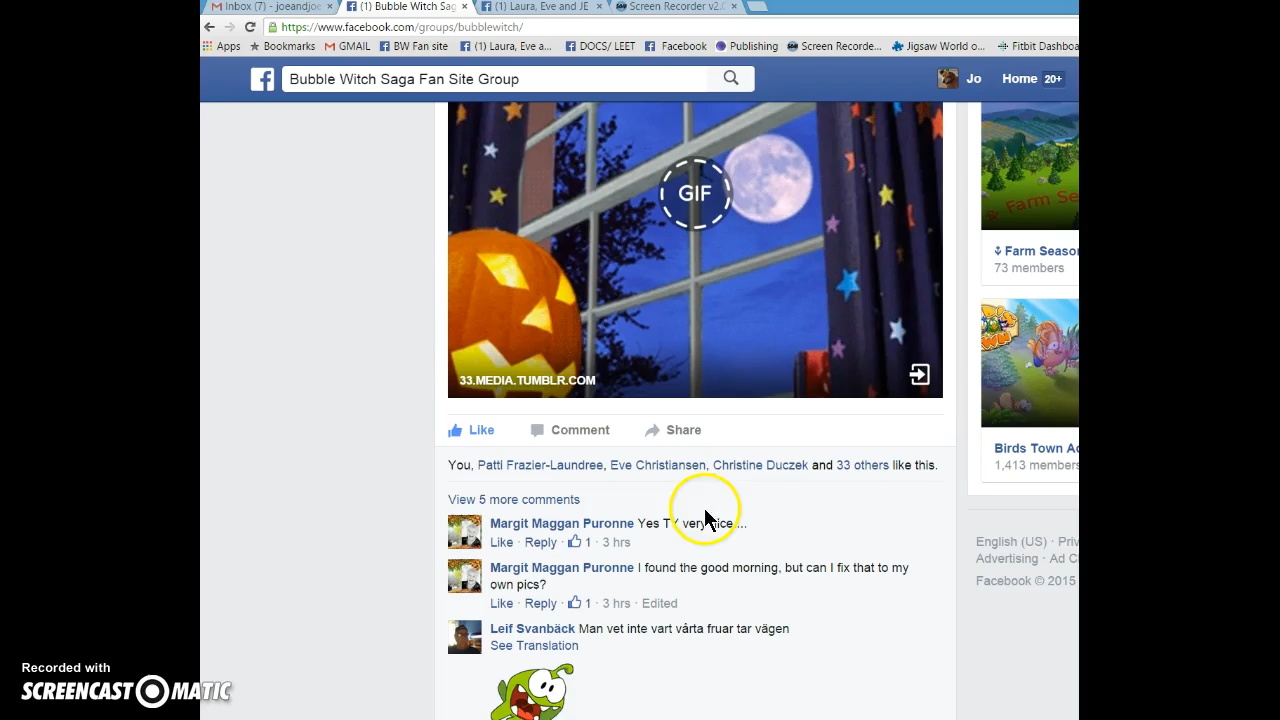 Inbox (7) - joeandjoe
(1) Bubble Witch Sag
(1) Laura, Eve and JE
Screen Recorder v2.
https://www.facebook.com/groups/bubblewitch/
Apps
Bookmarks
GMAIL
BW Fan site
(1) Laura, Eve a...
DOCS/ LEET
Facebook
Publishing
Screen Recorde...
Jigsaw World o...
Fitbit Dashboa
Bubble Witch Saga Fan Site Group
Jo
Home 20+
GIF
33.MEDIA.TUMBLR.COM
Farm Se
Farm Seaso
73 members
WN
Birds Town Ac
1,413 members
Like
Comment
Share
You, Patti Frazier-Laundree, Eve Christiansen, Christine Duczek and 33 others like this.
View 5 more comments
Margit Maggan Puronne Yes TY very nice...
Like · Reply · 1 · 3 hrs
Margit Maggan Puronne I found the good morning, but can I fix that to my
own pics?
Like · Reply · 1 · 3 hrs · Edited
Leif Svanbäck Man vet inte vart vårta fruar tar vägen
See Translation
English (US) · Priv
Advertising · Ad C
Facebook © 2015
Recorded with
SCREENCAST MATIC